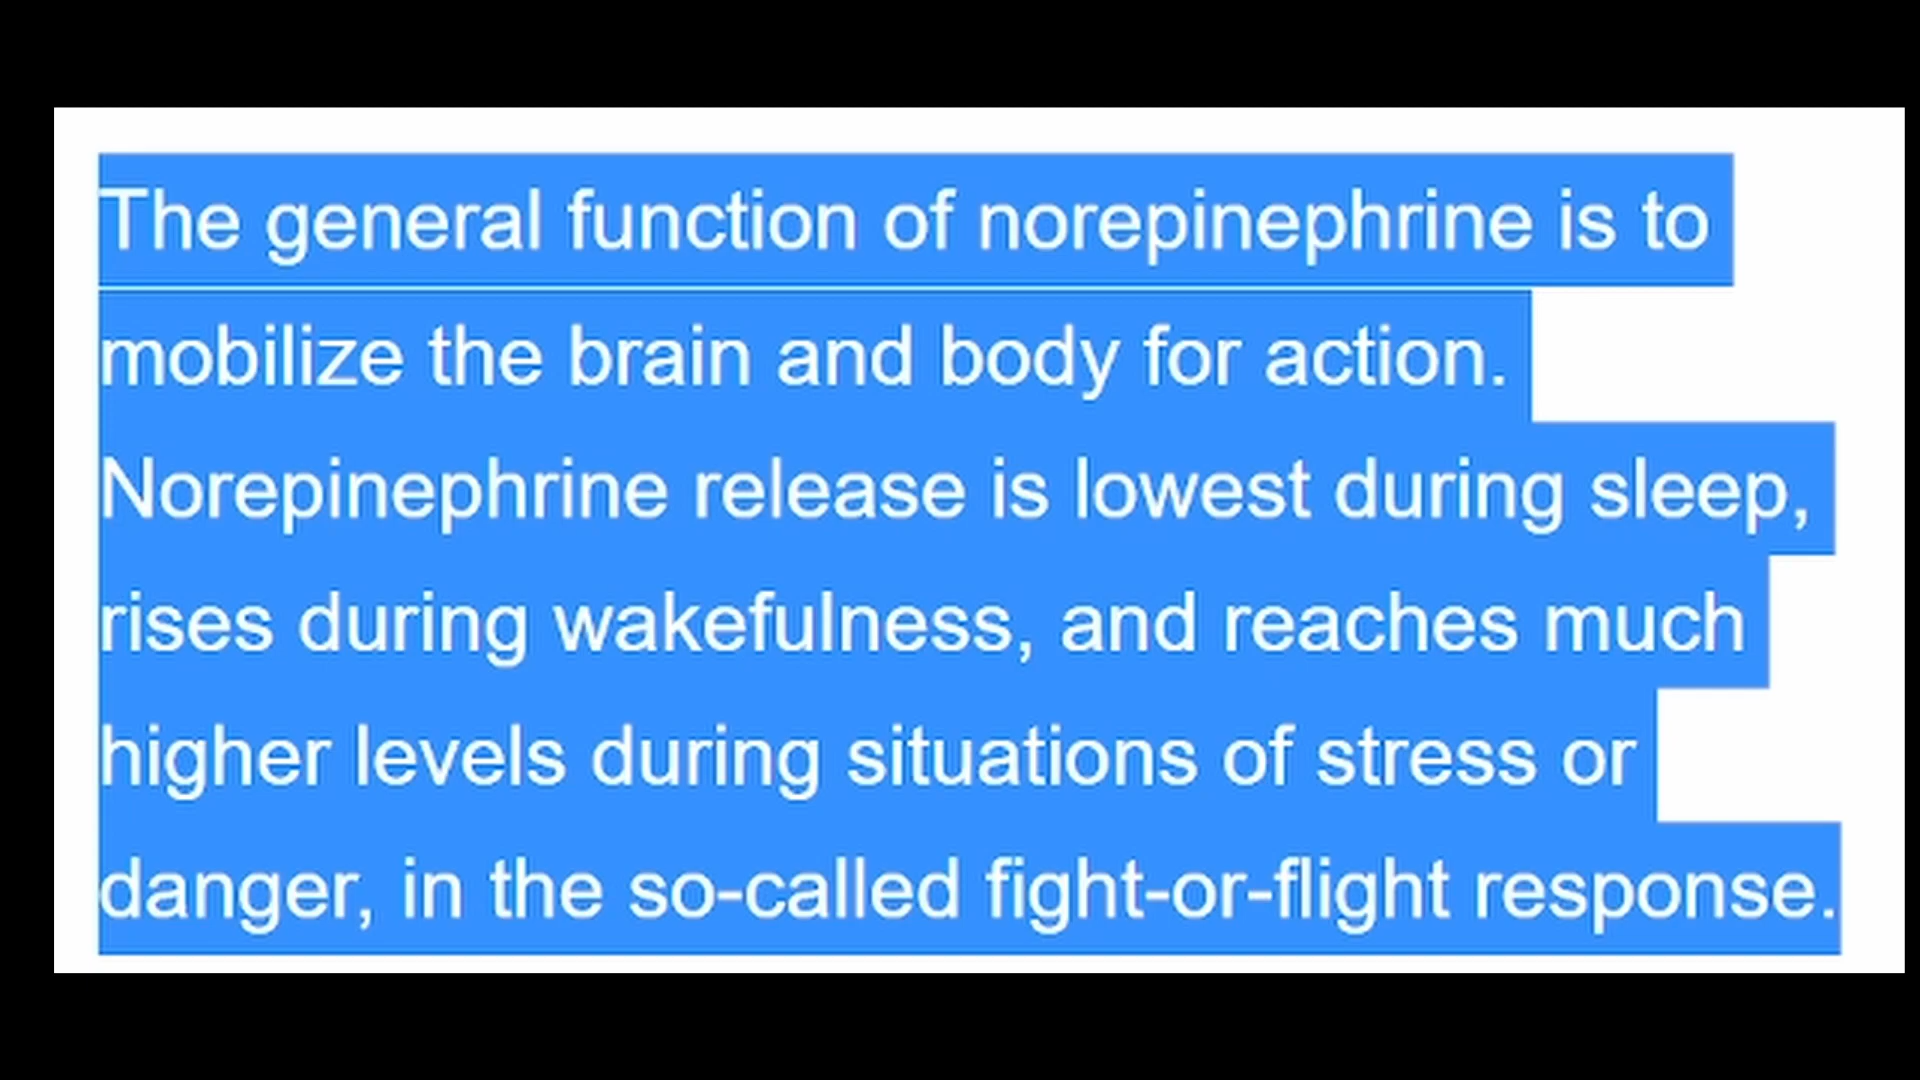 The general function of norepinephrine is to
mobilize the brain and body for action.
Norepinephrine release is lowest during sleep,
rises during wakefulness, and reaches much
higher levels during situations of stress or
danger, in the so-called fight-or-flight response.